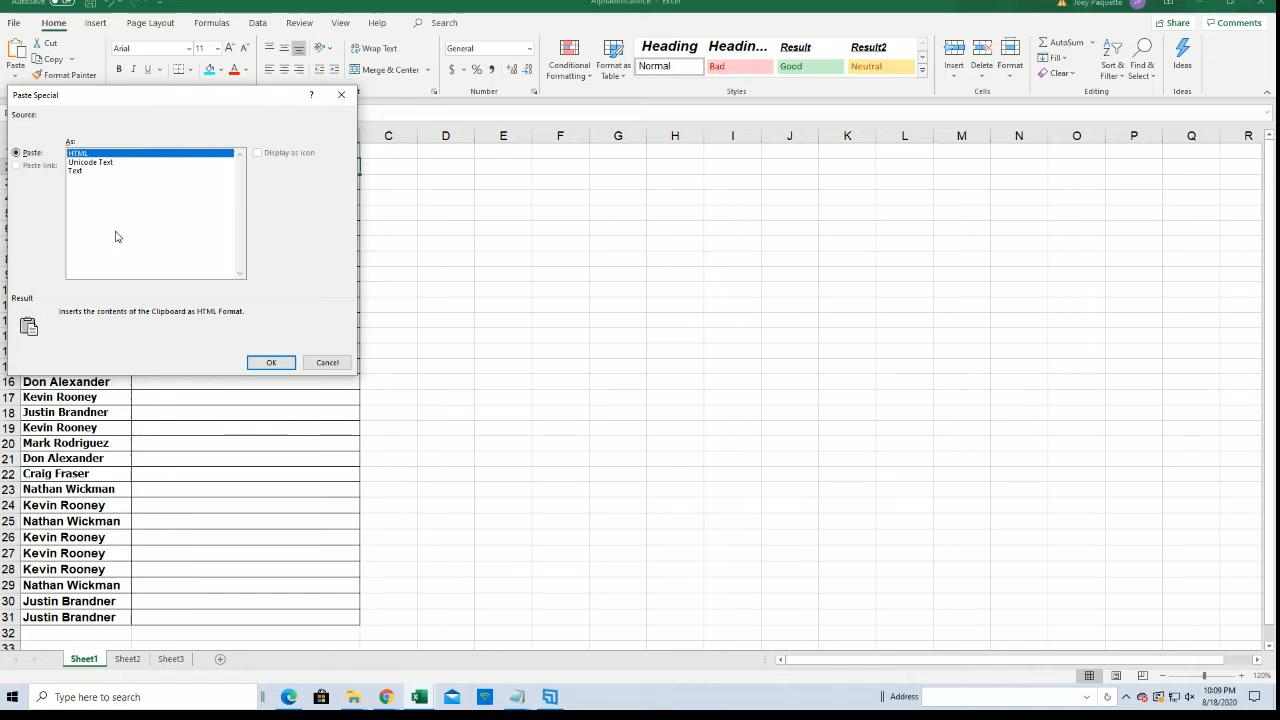 AutoSave
AlphabeticalMLB - Excel
Joey Paquette
JP
File Home Insert Page Layout Formulas Data Review View Help Search
Share Comments
Cut
Copy
Format Painter
Paste
Arial 11
B I U
Wrap Text
Merge & Center
General
$ % ,
Number
Conditional Formatting
Format as Table
Heading Headin... Result Result2
Normal Bad Good Neutral
Styles
Insert Delete Format
Cells
AutoSum
Fill
Clear
Sort & Filter
Find & Select
Editing
Ideas
Ideas
Paste Special ?
Source:
As:
Paste:
Paste link:
HTML
Unicode Text
Text
Display as icon
Result
Inserts the contents of the Clipboard as HTML Format.
OK Cancel
C D E F G H I J K L M N O P Q R
16 Don Alexander
17 Kevin Rooney
18 Justin Brandner
19 Kevin Rooney
20 Mark Rodriguez
21 Don Alexander
22 Craig Fraser
23 Nathan Wickman
24 Kevin Rooney
25 Nathan Wickman
26 Kevin Rooney
27 Kevin Rooney
28 Kevin Rooney
29 Nathan Wickman
30 Justin Brandner
31 Justin Brandner
32
33
Sheet1 Sheet2 Sheet3
120%
Type here to search
Address
10:09 PM
8/18/2020